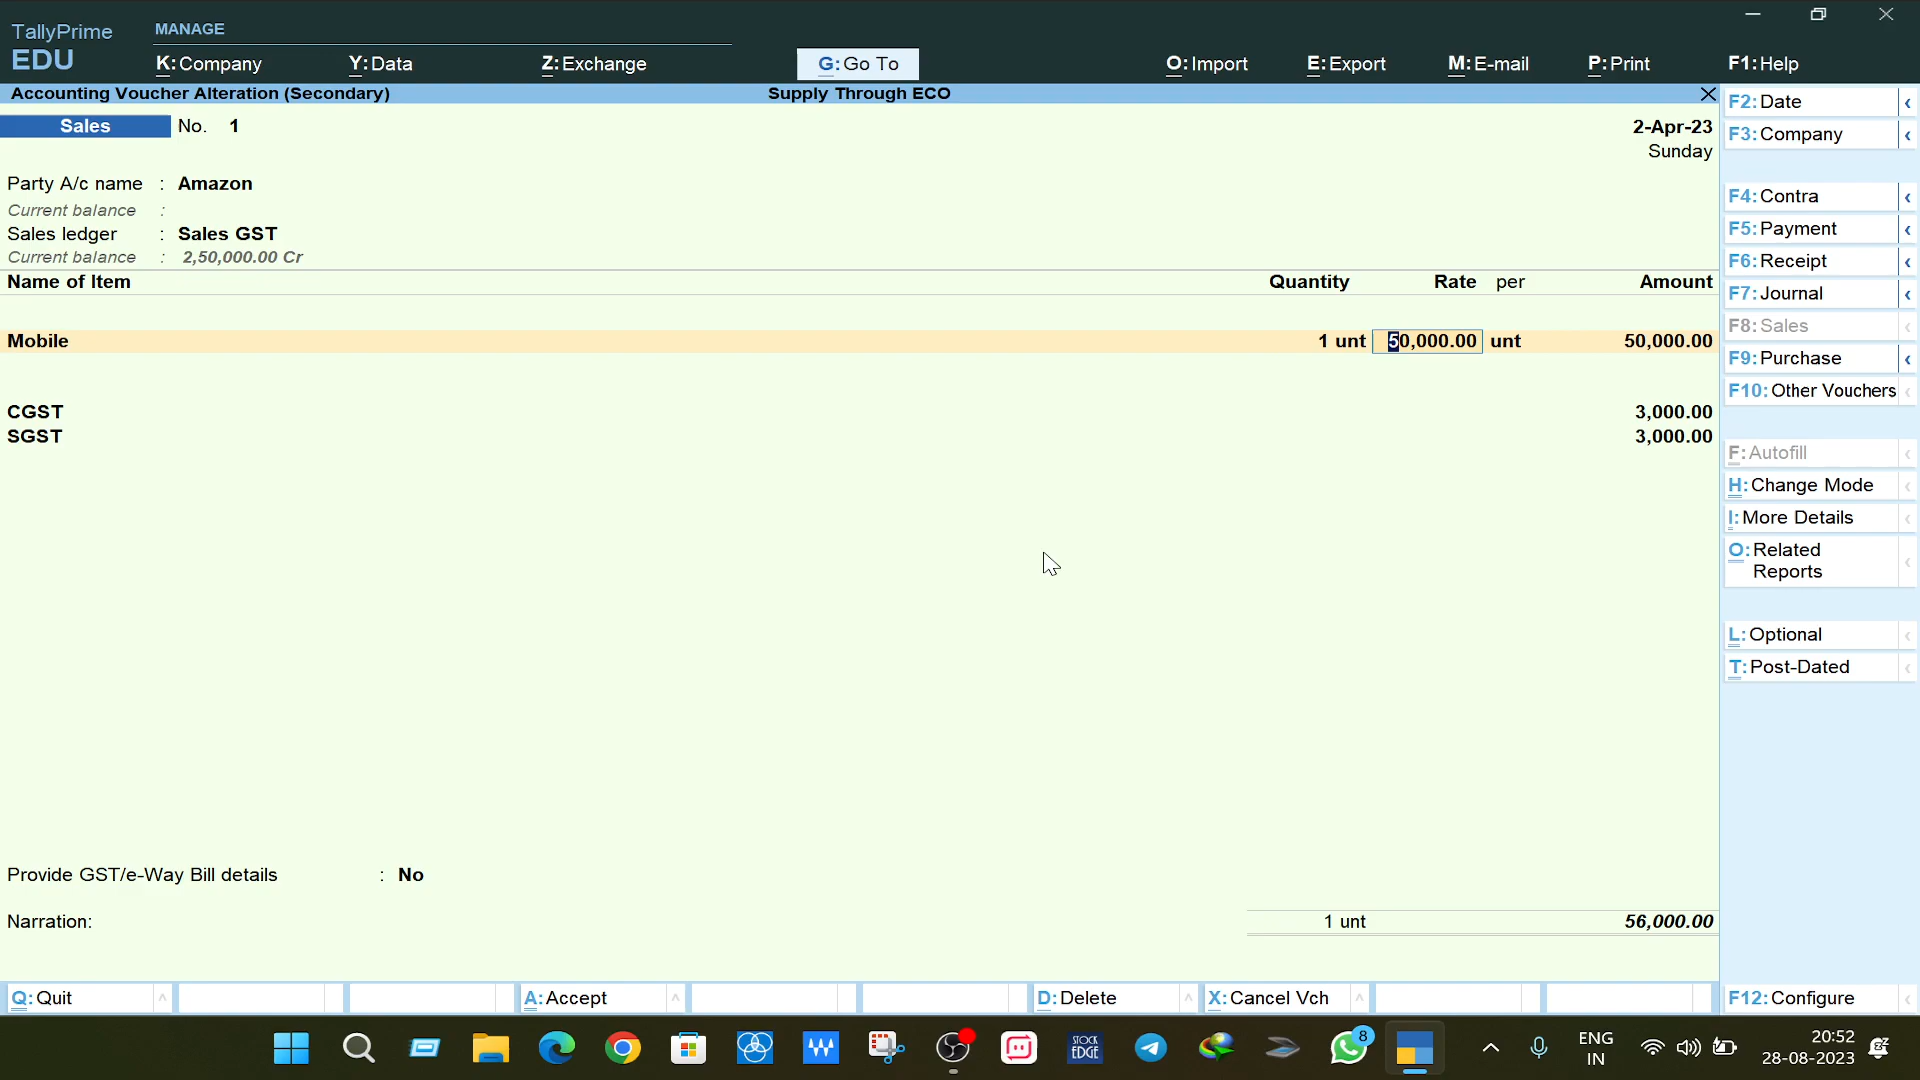 TallyPrime
EDU
MANAGE
K: Company
Y: Data
Z: Exchange
G: Go To
O: Import
E: Export
M: E-mail
P: Print
F1: Help
Accounting Voucher Alteration (Secondary)
Supply Through ECO
Sales No. 1
2-Apr-23
Sunday
Party A/c name : Amazon
Current balance :
Sales ledger : Sales GST
Current balance : 2,50,000.00 Cr
Name of Item Quantity Rate per Amount
Mobile 1 unt 50,000.00 unt 50,000.00
CGST 3,000.00
SGST 3,000.00
Provide GST/e-Way Bill details : No
Narration: 1 unt 56,000.00
F2: Date
F3: Company
F4: Contra
F5: Payment
F6: Receipt
F7: Journal
F8: Sales
F9: Purchase
F10: Other Vouchers
F: Autofill
H: Change Mode
I: More Details
O: Related
Reports
L: Optional
T: Post-Dated
Q: Quit
A: Accept
D: Delete
X: Cancel Vch
F12: Configure
STOCK
EDGE
8
ENG
IN
20:52
28-08-2023